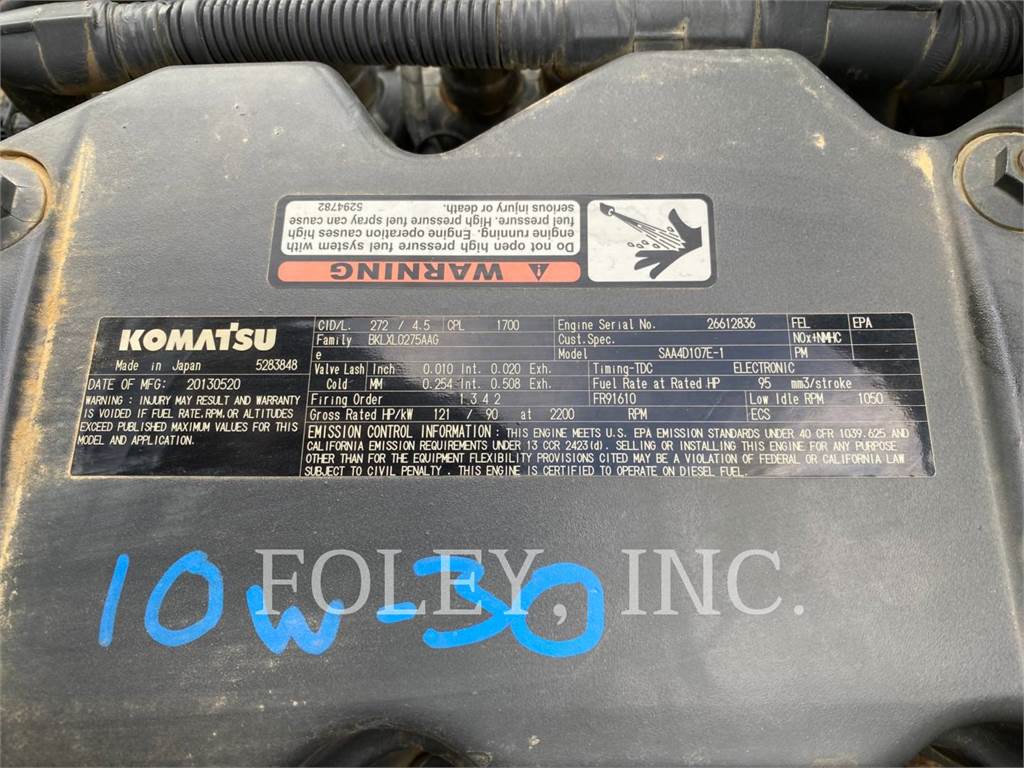 WARNING
Do not open high pressure fuel system with
engine running. Engine operation causes high
fuel pressure. High pressure fuel spray can cause
serious injury or death.
5294782
KOMATSU
Made in Japan 5283848
DATE OF MFG: 20130520
WARNING : INJURY MAY RESULT AND WARRANTY
IS VOIDED IF FUEL RATE.RPM.OR ALTITUDES
EXCEED PUBLISHED MAXIMUM VALUES FOR THIS
MODEL AND APPLICATION.
CID/L. 272 / 4.5 CPL 1700 Engine Serial No. 26612836 FEL EPA
Family BKLXL0275AAG Cust.Spec. NOx+NMHC
e Model SAA4D107E-1 PM
Valve Lash Inch 0.010 Int. 0.020 Exh. Timing-TDC ELECTRONIC
Cold MM 0.254 Int. 0.508 Exh. Fuel Rate at Rated HP 95 mm3/stroke
Firing Order 1 3 4 2 FR91610 Low Idle RPM 1050
Gross Rated HP/kW 121 / 90 at 2200 RPM ECS
EMISSION CONTROL INFORMATION : THIS ENGINE MEETS U.S. EPA EMISSION STANDARDS UNDER 40 CFR 1039.625 AND
CALIFORNIA EMISSION REQUIREMENTS UNDER 13 CCR 2423(d). SELLING OR INSTALLING THIS ENGINE FOR ANY PURPOSE
OTHER THAN FOR THE EQUIPMENT FLEXIBILITY PROVISIONS CITED MAY BE A VIOLATION OF FEDERAL OR CALIFORNIA LAW
SUBJECT TO CIVIL PENALTY . THIS ENGINE IS CERTIFIED TO OPERATE ON DIESEL FUEL.
10w-30
FOLEY, INC.